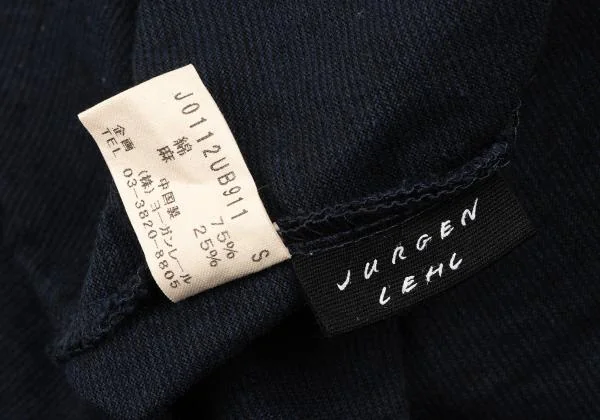 J0112UB911 S
綿 75%
麻 25%
中国製
企画 (株)ヨーガンレール
TEL 03-3820-8805
JURGEN
LEHL